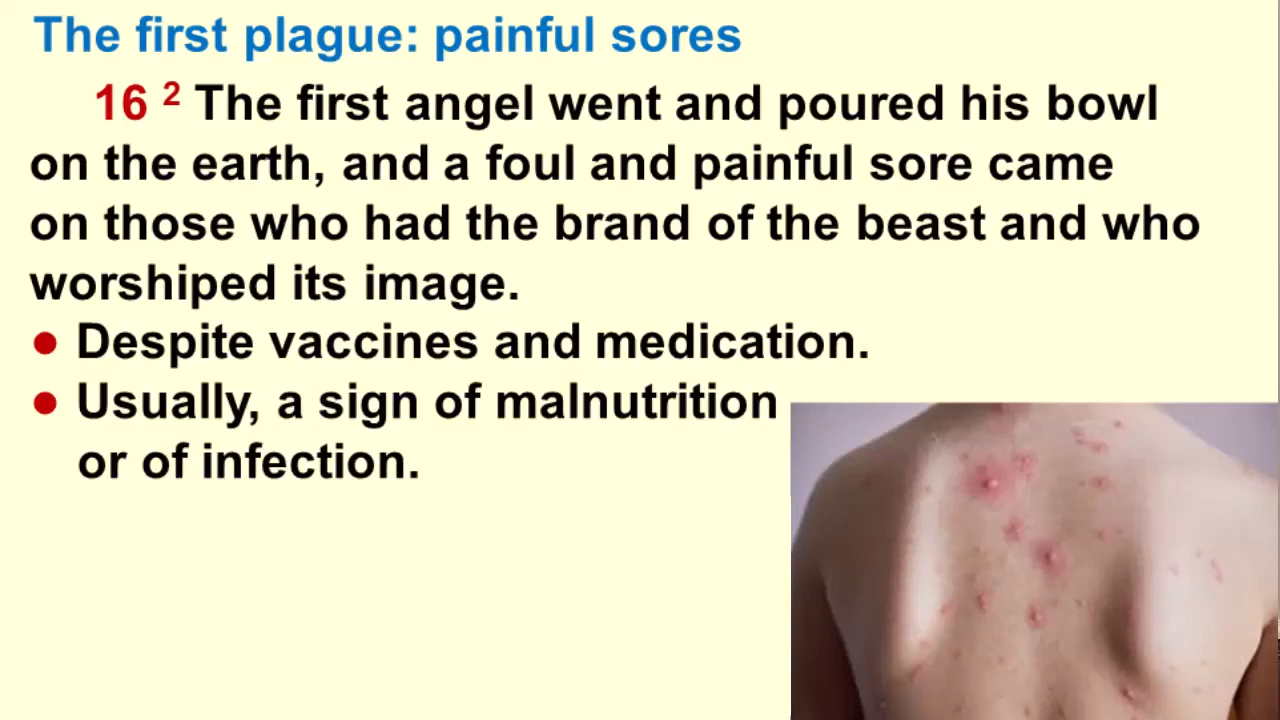 The first plague: painful sores
16 2 The first angel went and poured his bowl
on the earth, and a foul and painful sore came
on those who had the brand of the beast and who
worshiped its image.
● Despite vaccines and medication.
● Usually, a sign of malnutrition
or of infection.